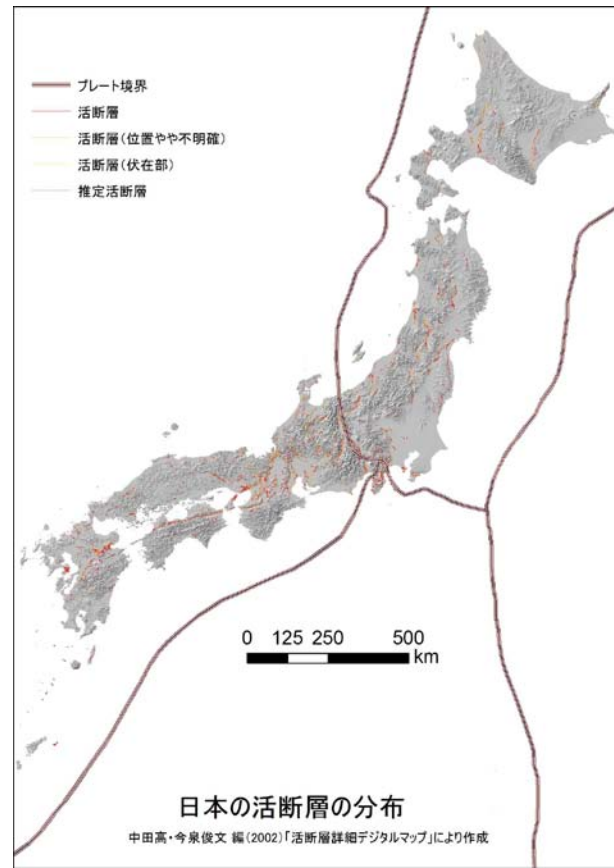 プレート境界
活断層
活断層(位置やや不明確)
活断層(伏在部)
推定活断層
0 125 250 500
km
日本の活断層の分布
中田高・今泉俊文 編(2002)「活断層詳細デジタルマップ」により作成